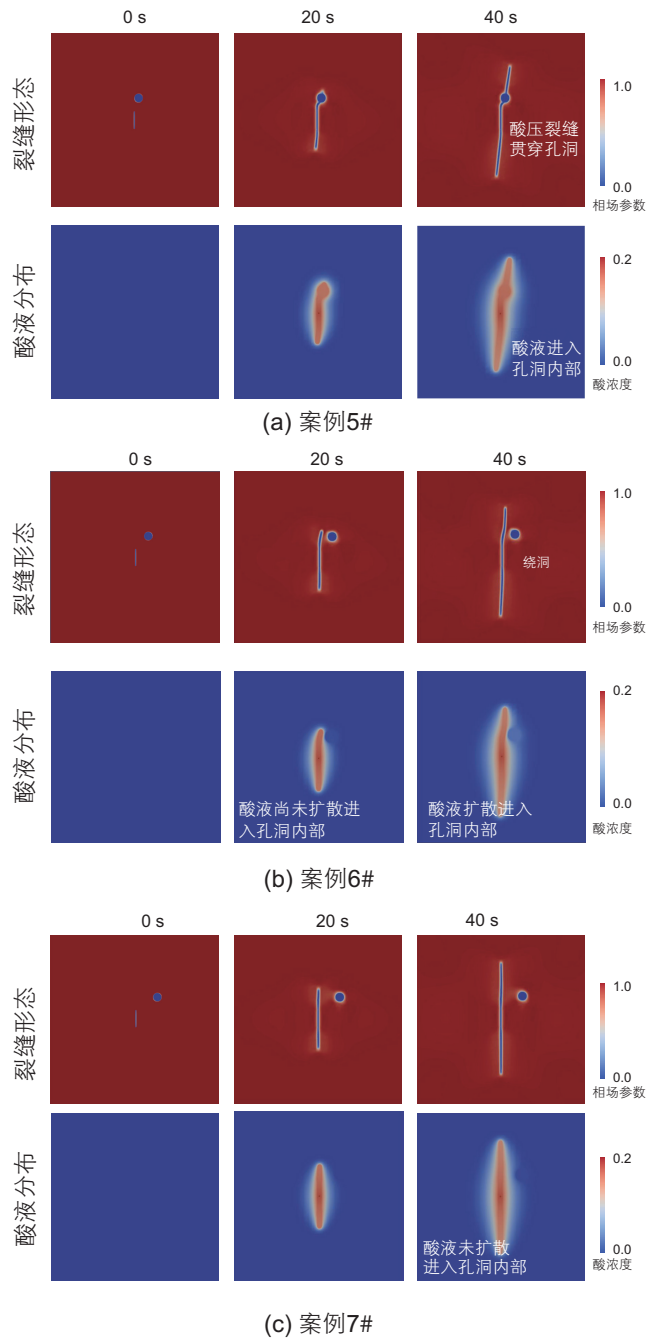 0 s
20 s
40 s
裂缝形态
酸压裂缝
贯穿孔洞
1.0
0.0
相场参数
酸液分布
酸液进入
孔洞内部
0.2
0.0
酸浓度
(a) 案例5#
0 s
20 s
40 s
裂缝形态
绕洞
1.0
0.0
相场参数
酸液分布
酸液尚未扩散进
入孔洞内部
酸液扩散进入
孔洞内部
0.2
0.0
酸浓度
(b) 案例6#
0 s
20 s
40 s
裂缝形态
1.0
0.0
相场参数
酸液分布
酸液未扩散
进入孔洞内部
0.2
0.0
酸浓度
(c) 案例7#